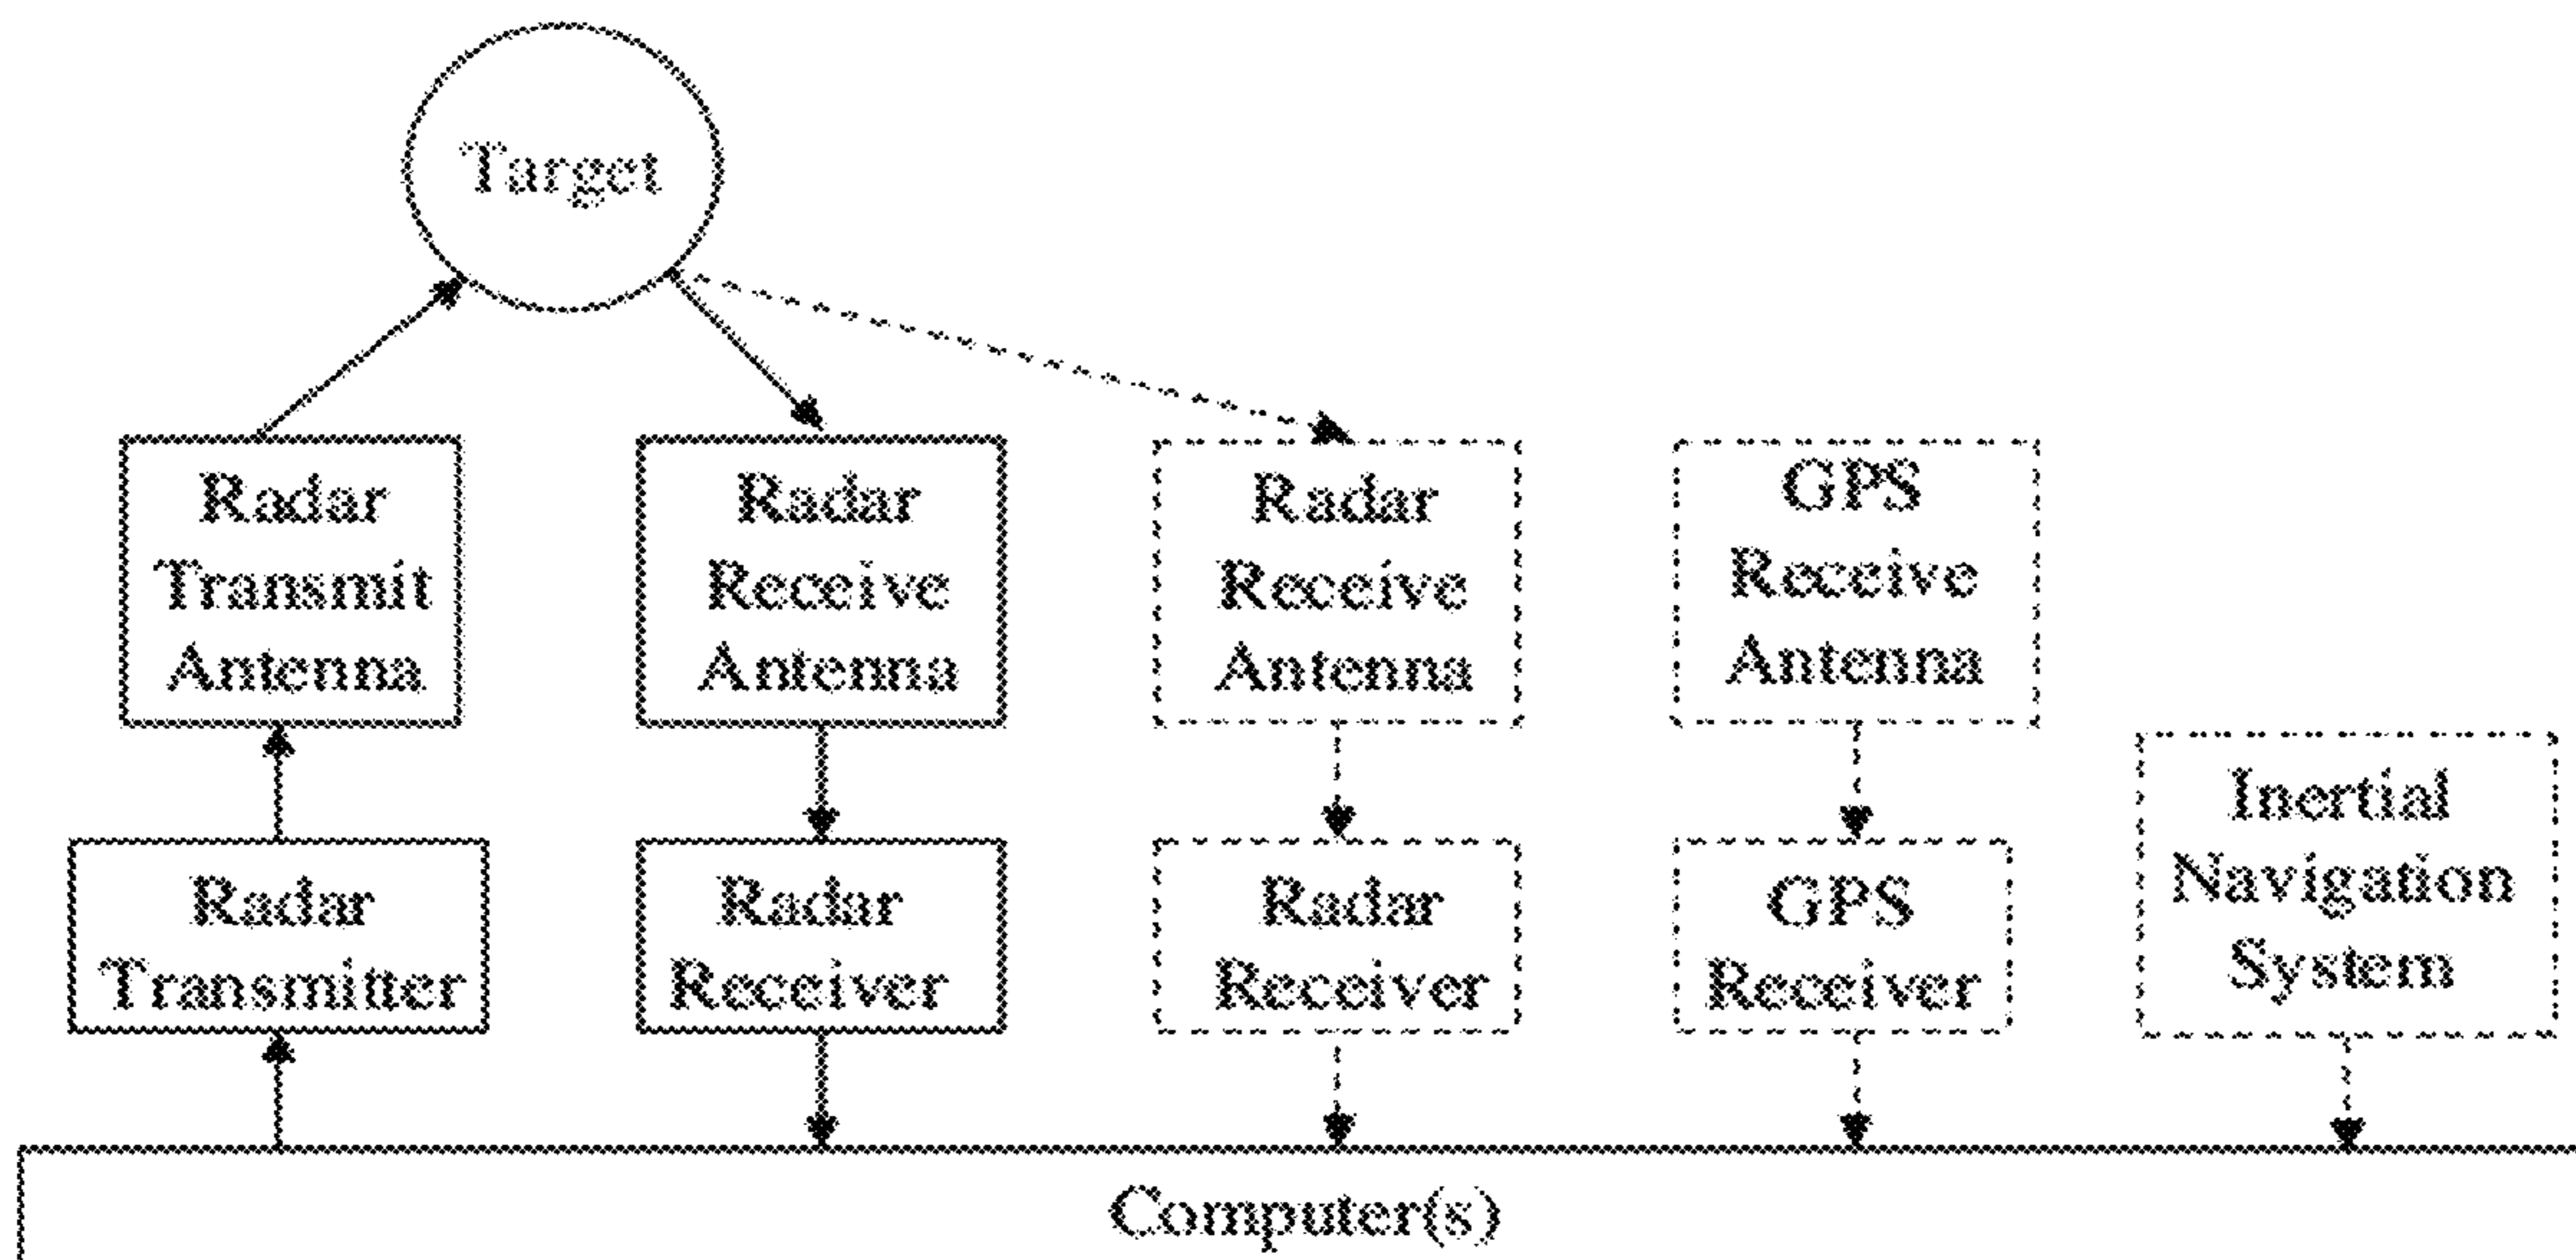 Target
Radar
Transmit
Antenna
Radar
Receive
Antenna
Radar
Receive
Antenna
GPS
Receive
Antenna
Radar
Transmitter
Radar
Receiver
Radar
Receiver
GPS
Receiver
Inertial
Navigation
System
Computer(s)